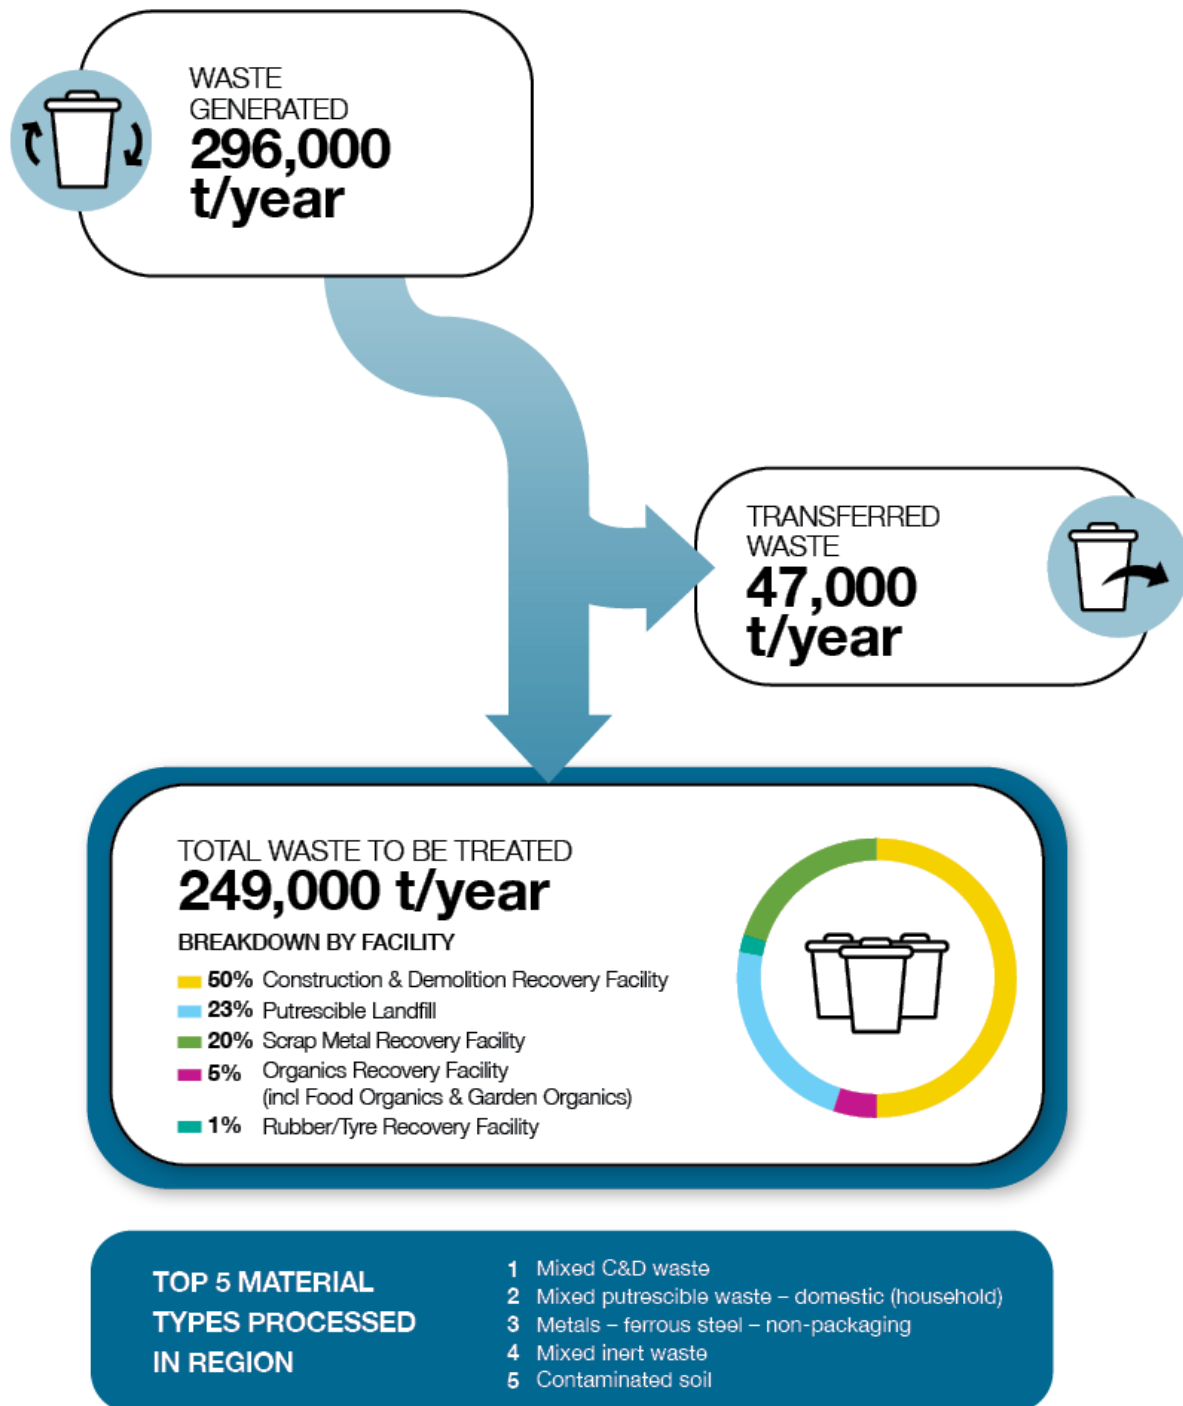 WASTE
GENERATED
296,000
t/year
TRANSFERRED
WASTE
47,000
t/year
TOTAL WASTE TO BE TREATED
249,000 t/year
BREAKDOWN BY FACILITY
50% Construction & Demolition Recovery Facility
23% Putrescible Landfill
20% Scrap Metal Recovery Facility
5% Organics Recovery Facility
(incl Food Organics & Garden Organics)
1% Rubber/Tyre Recovery Facility
TOP 5 MATERIAL
TYPES PROCESSED
IN REGION
1 Mixed C&D waste
2 Mixed putrescible waste – domestic (household)
3 Metals – ferrous steel – non-packaging
4 Mixed inert waste
5 Contaminated soil